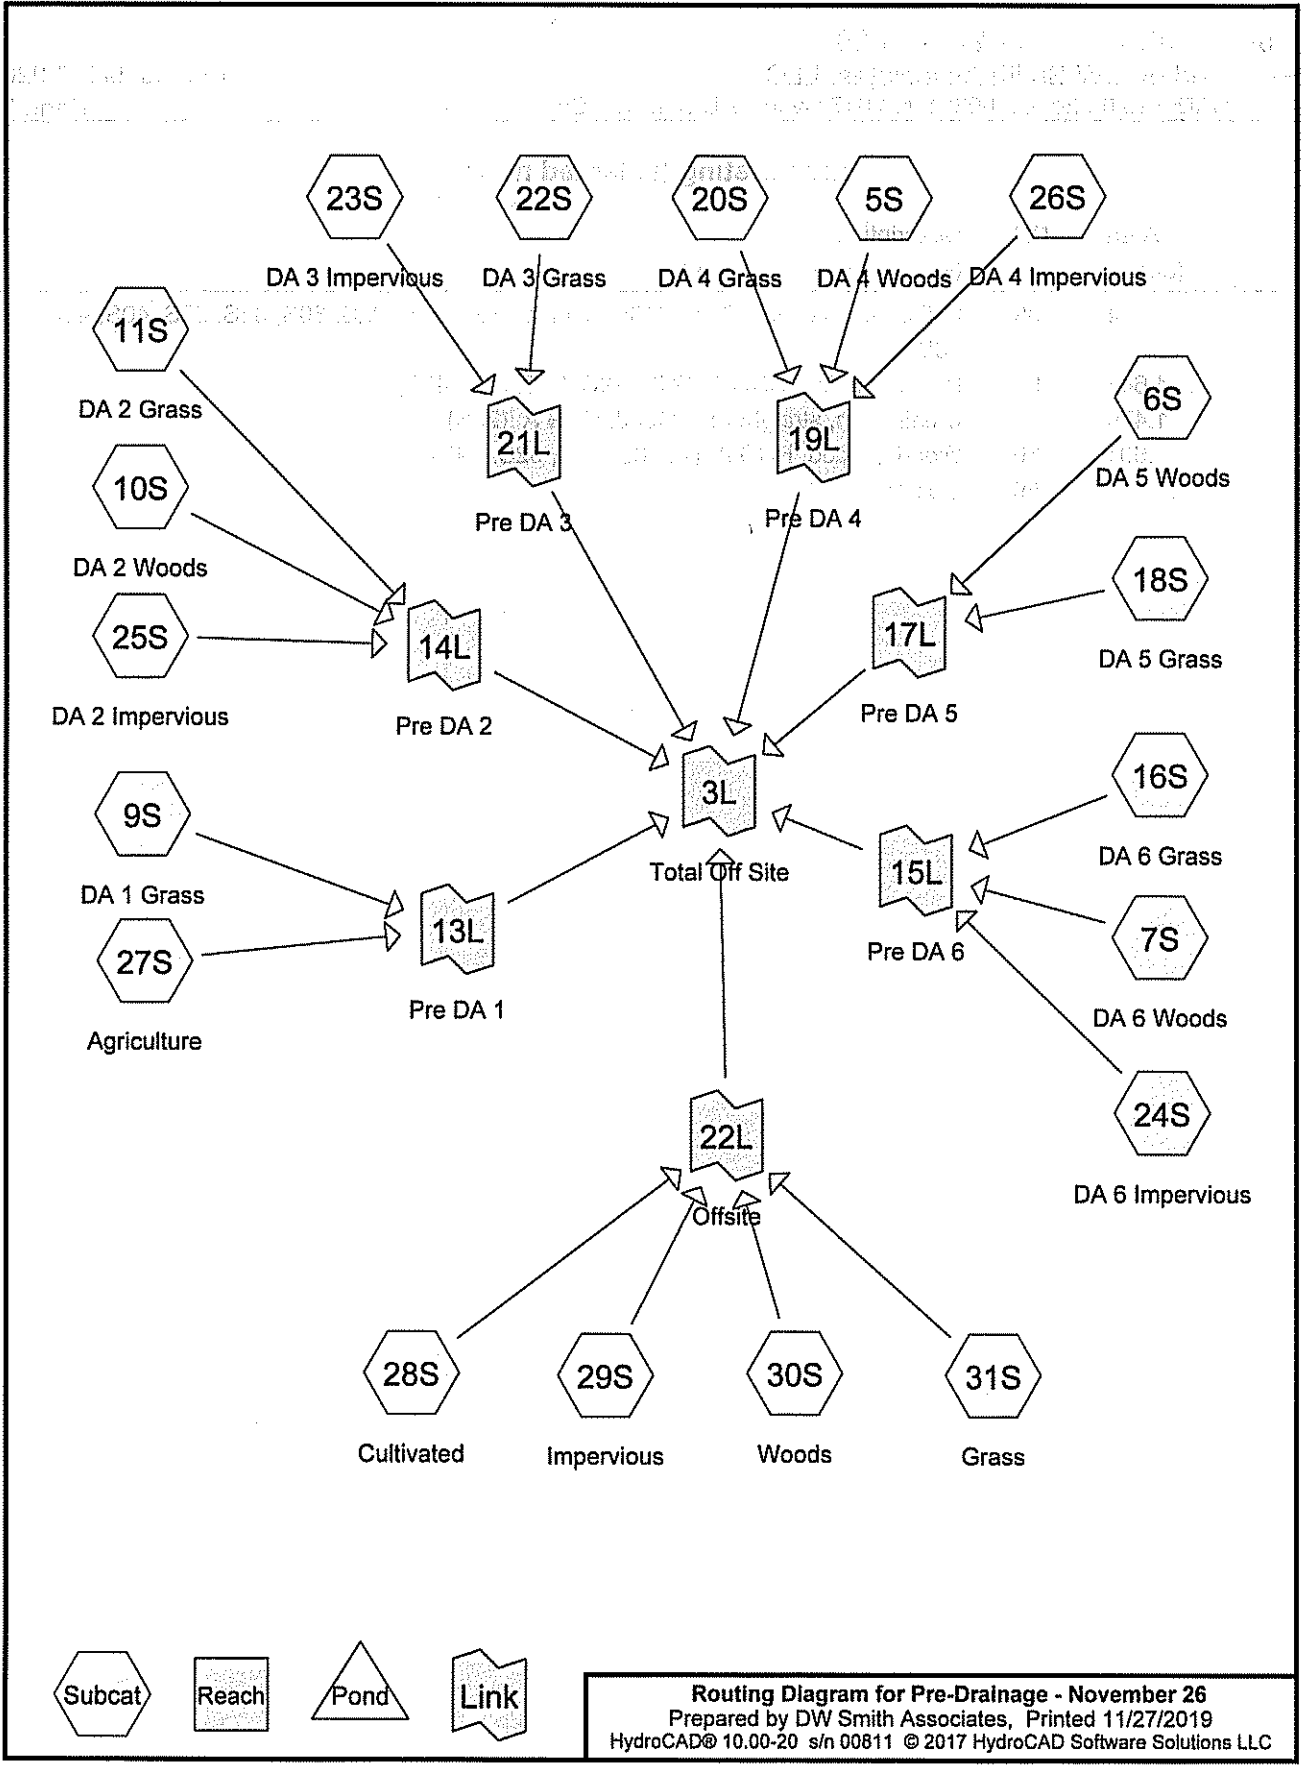 23S
22S
20S
5S
26S
DA 3 Impervious
DA 3 Grass
DA 4 Grass
DA 4 Woods
DA 4 Impervious
11S
DA 2 Grass
6S
DA 5 Woods
21L
Pre DA 3
19L
Pre DA 4
10S
DA 2 Woods
18S
DA 5 Grass
25S
DA 2 Impervious
14L
Pre DA 2
17L
Pre DA 5
3L
Total Off Site
16S
DA 6 Grass
9S
DA 1 Grass
15L
Pre DA 6
13L
Pre DA 1
7S
DA 6 Woods
27S
Agriculture
24S
DA 6 Impervious
22L
Offsite
28S
29S
30S
31S
Cultivated
Impervious
Woods
Grass
Subcat
Reach
Pond
Link
Routing Diagram for Pre-Drainage - November 26
Prepared by DW Smith Associates, Printed 11/27/2019
HydroCAD® 10.00-20 s/n 00811 © 2017 HydroCAD Software Solutions LLC